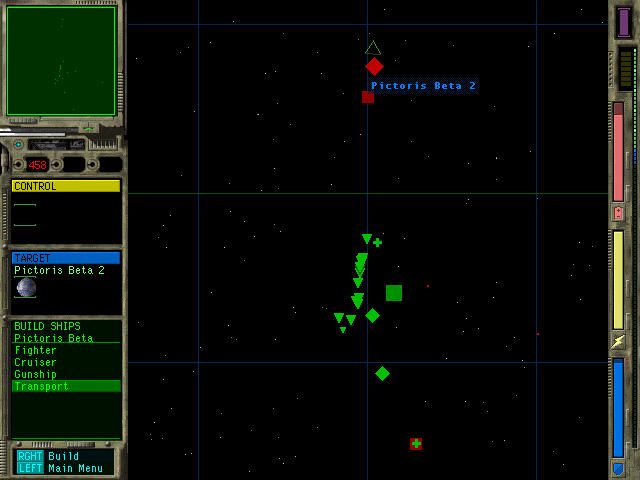 Pictoris Beta 2
458
CONTROL
TARGET
Pictoris Beta 2
BUILD SHIPS
Pictoris Beta
Fighter
Cruiser
Gunship
Transport
RGHT Build
LEFT Main Menu